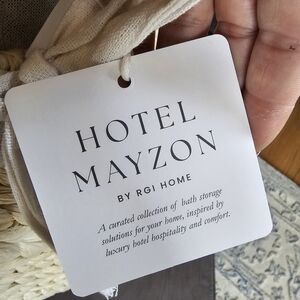 HOTEL
MAYZON
BY RGI HOME
A curated collection of bath storage
solutions for your home, inspired by
luxury hotel hospitality and comfort.